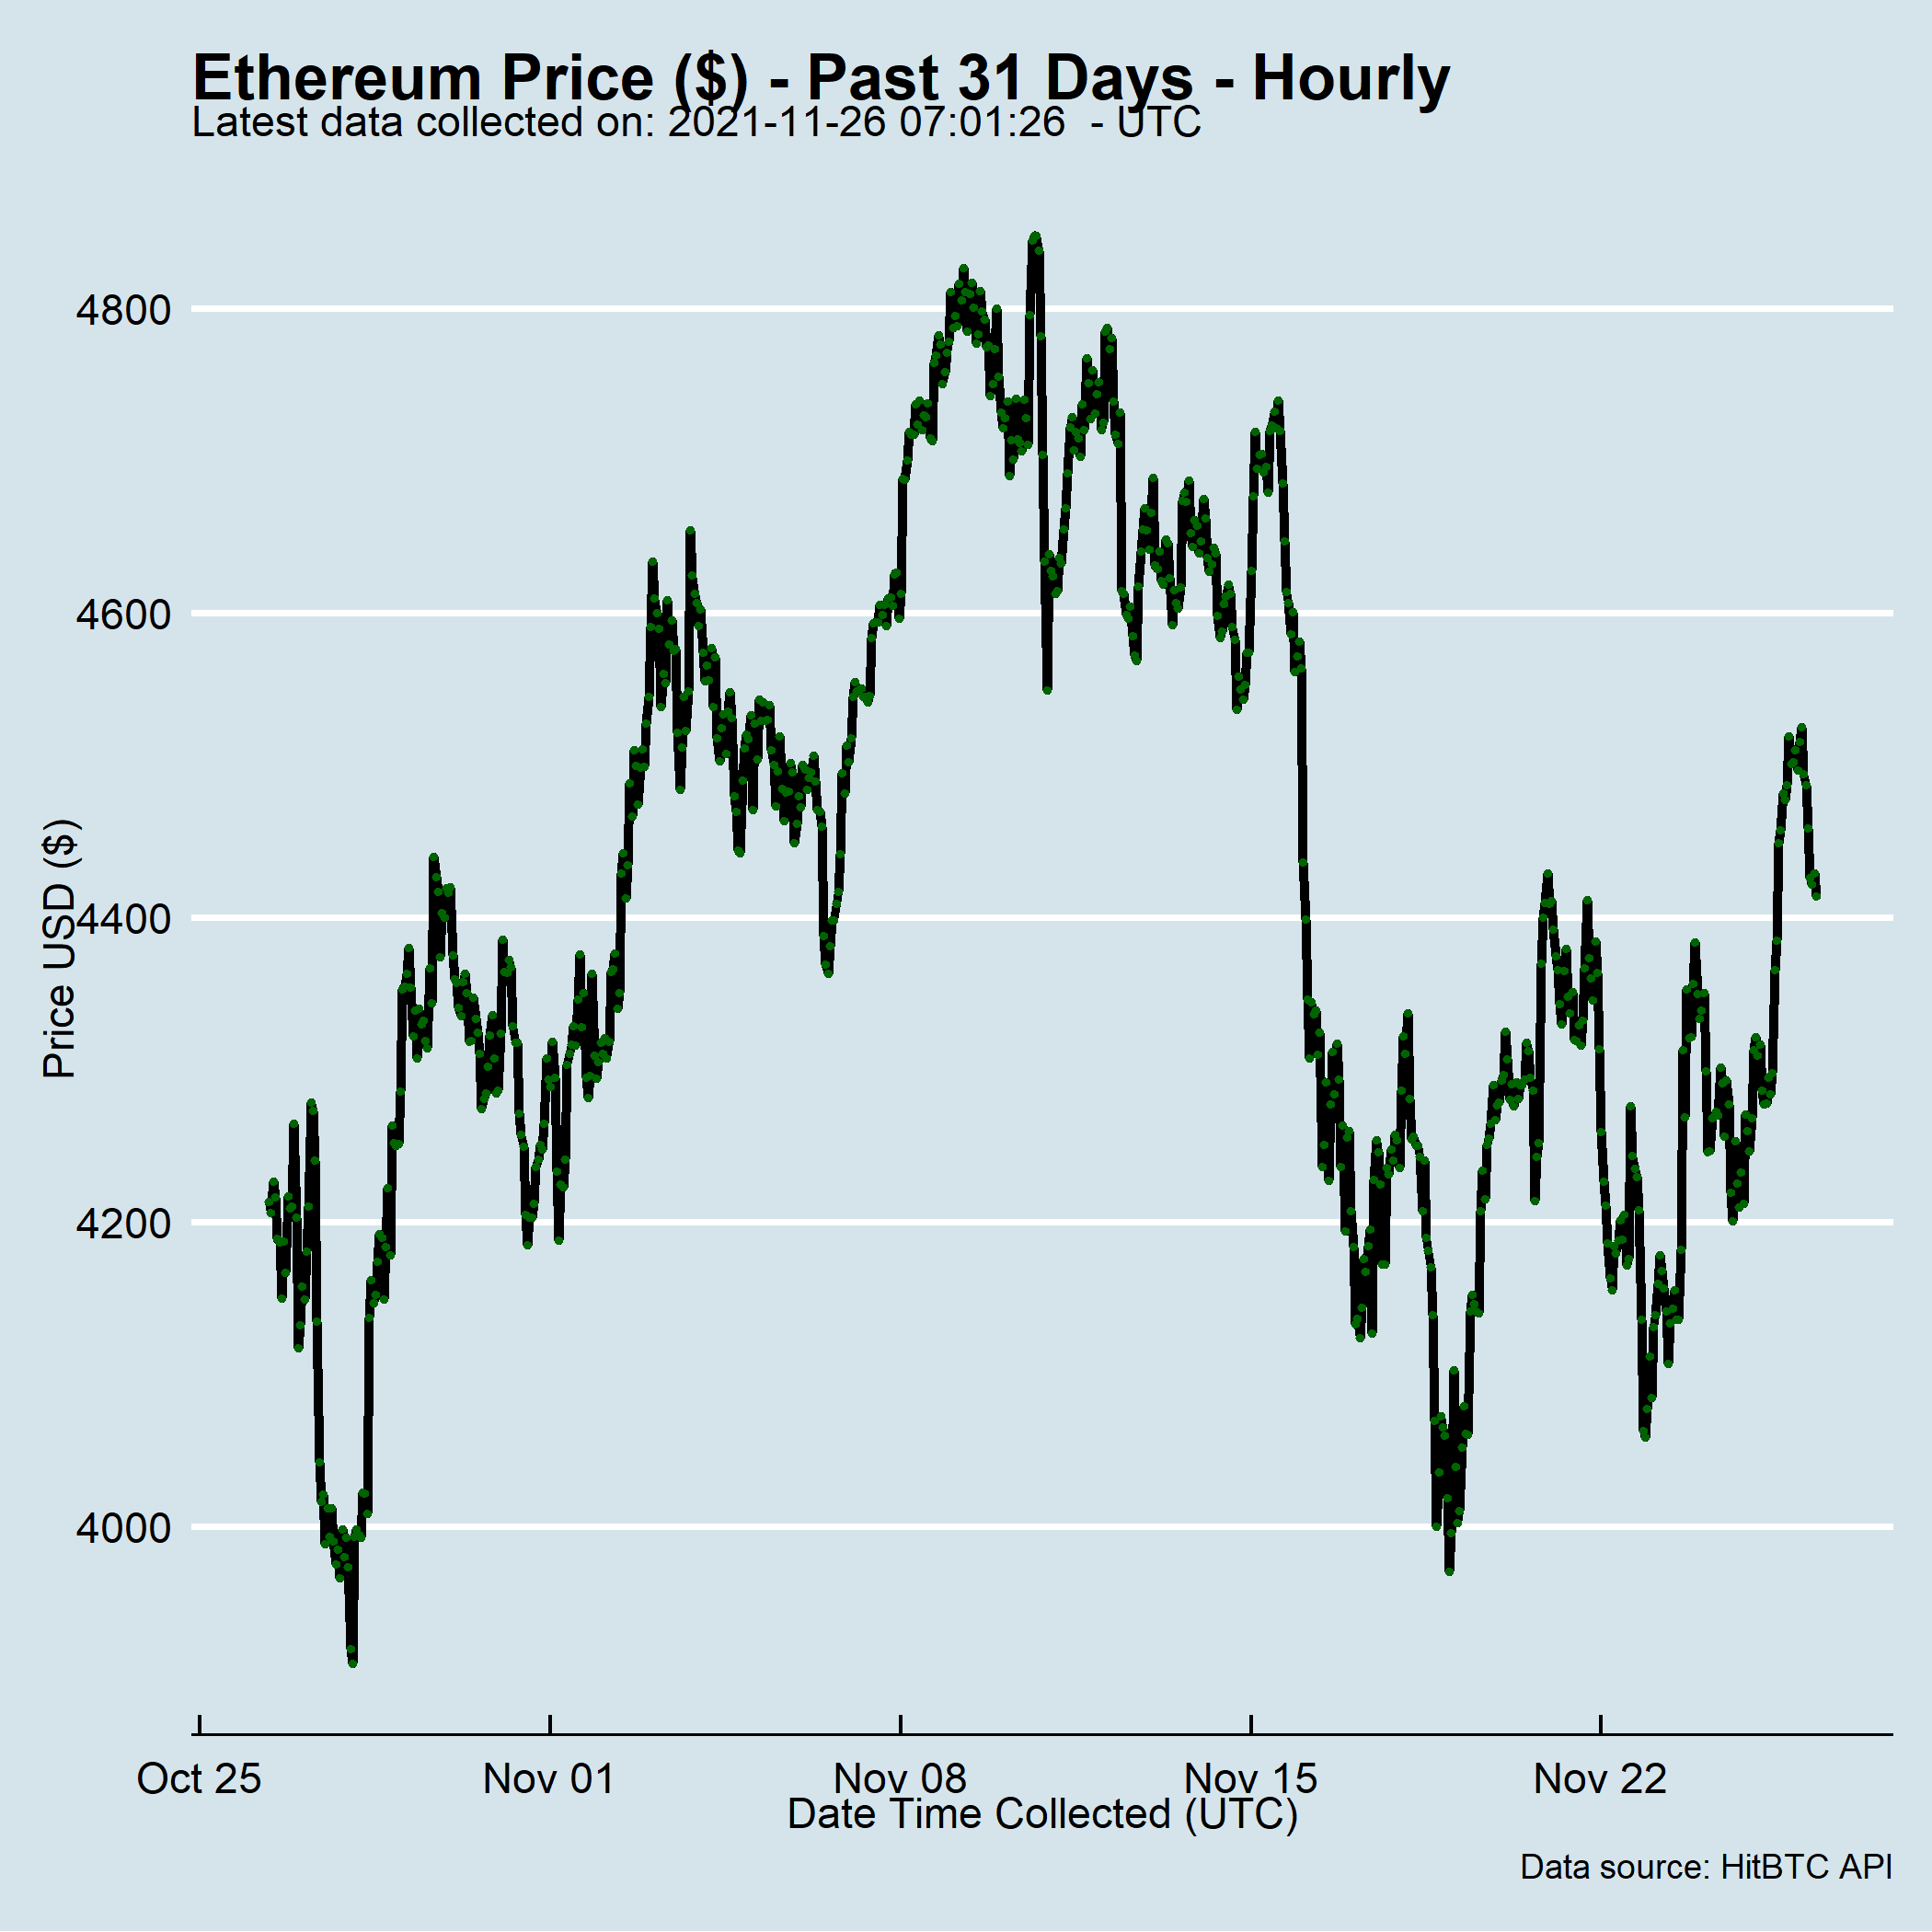 Ethereum Price ($) - Past 31 Days - Hourly
Latest data collected on: 2021-11-26 07:01:26  - UTC
4800
4600
4400
4200
4000
Price USD ($)
Oct 25
Nov 01
Nov 08
Nov 15
Nov 22
Date Time Collected (UTC)
Data source: HitBTC API